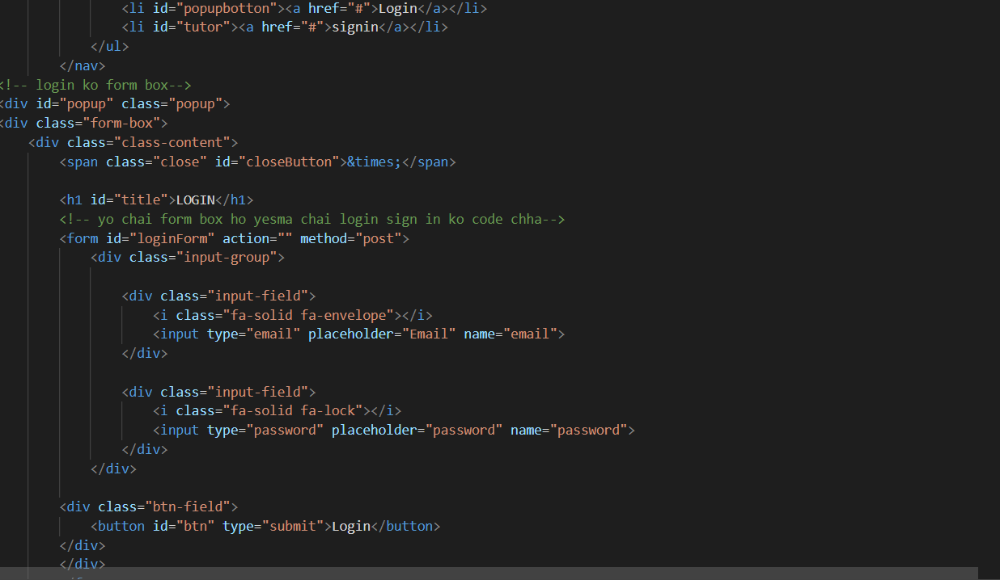 <li id="popupbotton"><a href="#">Login</a></li>
<li id="tutor"><a href="#">signin</a></li>
</ul>
</nav>
<!-- login ko form box-->
<div id="popup" class="popup">
<div class="form-box">
<div class="class-content">
<span class="close" id="closeButton">&times;</span>
<h1 id="title">LOGIN</h1>
<!-- yo chai form box ho yesma chai login sign in ko code chha-->
<form id="loginForm" action="" method="post">
<div class="input-group">
<div class="input-field">
<i class="fa-solid fa-envelope"></i>
<input type="email" placeholder="Email" name="email">
</div>
<div class="input-field">
<i class="fa-solid fa-lock"></i>
<input type="password" placeholder="password" name="password">
</div>
</div>
<div class="btn-field">
<button id="btn" type="submit">Login</button>
</div>
</div>